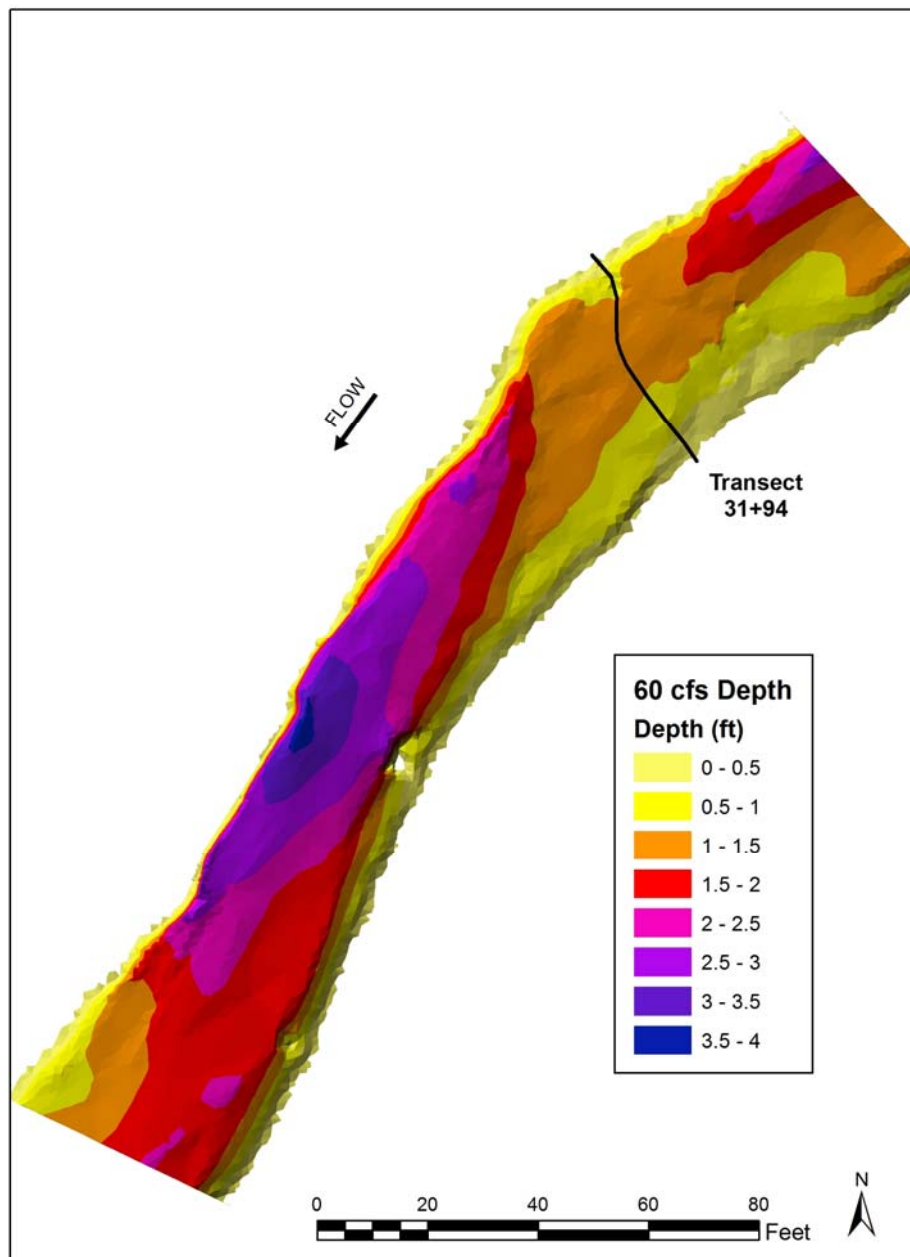 FLOW
Transect
31+94
60 cfs Depth
Depth (ft)
0 - 0.5
0.5 - 1
1 - 1.5
1.5 - 2
2 - 2.5
2.5 - 3
3 - 3.5
3.5 - 4
0 20 40 60 80
Feet
N